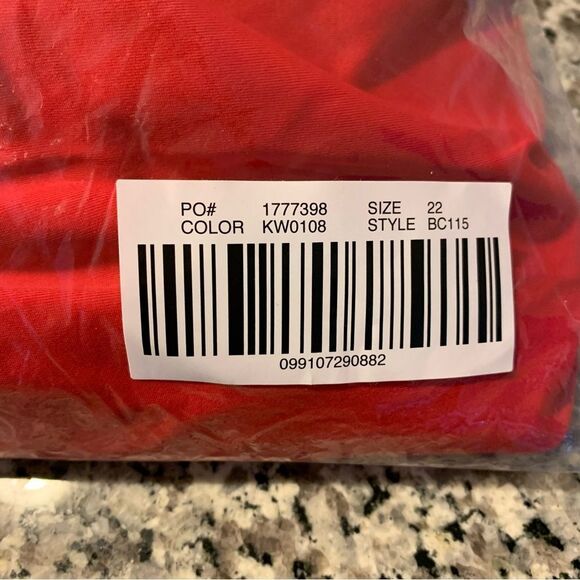 PO# 1777398 SIZE 22
COLOR KW0108 STYLE BC115
099107290882